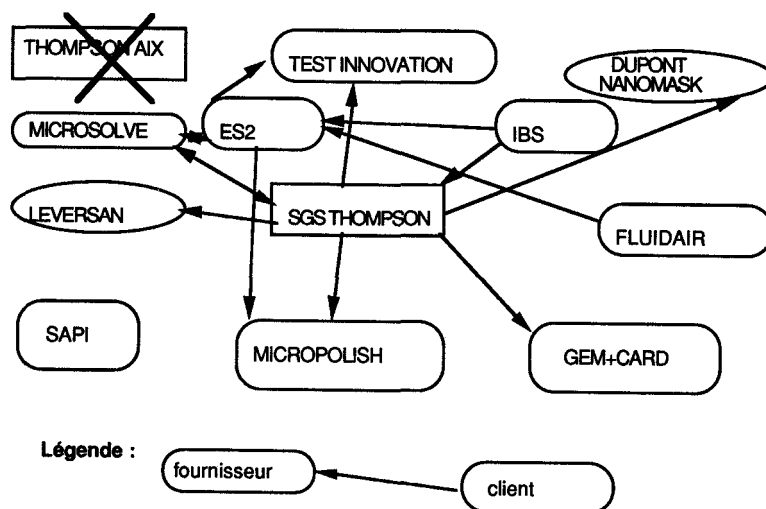 THOMPSON AIX
TEST INNOVATION
DUPONT
NANOMASK
MICROSOLVE
ES2
IBS
LEVERSAN
SGS THOMPSON
FLUIDAIR
SAPI
MICROPOLISH
GEM+CARD
Légende :
fournisseur
client